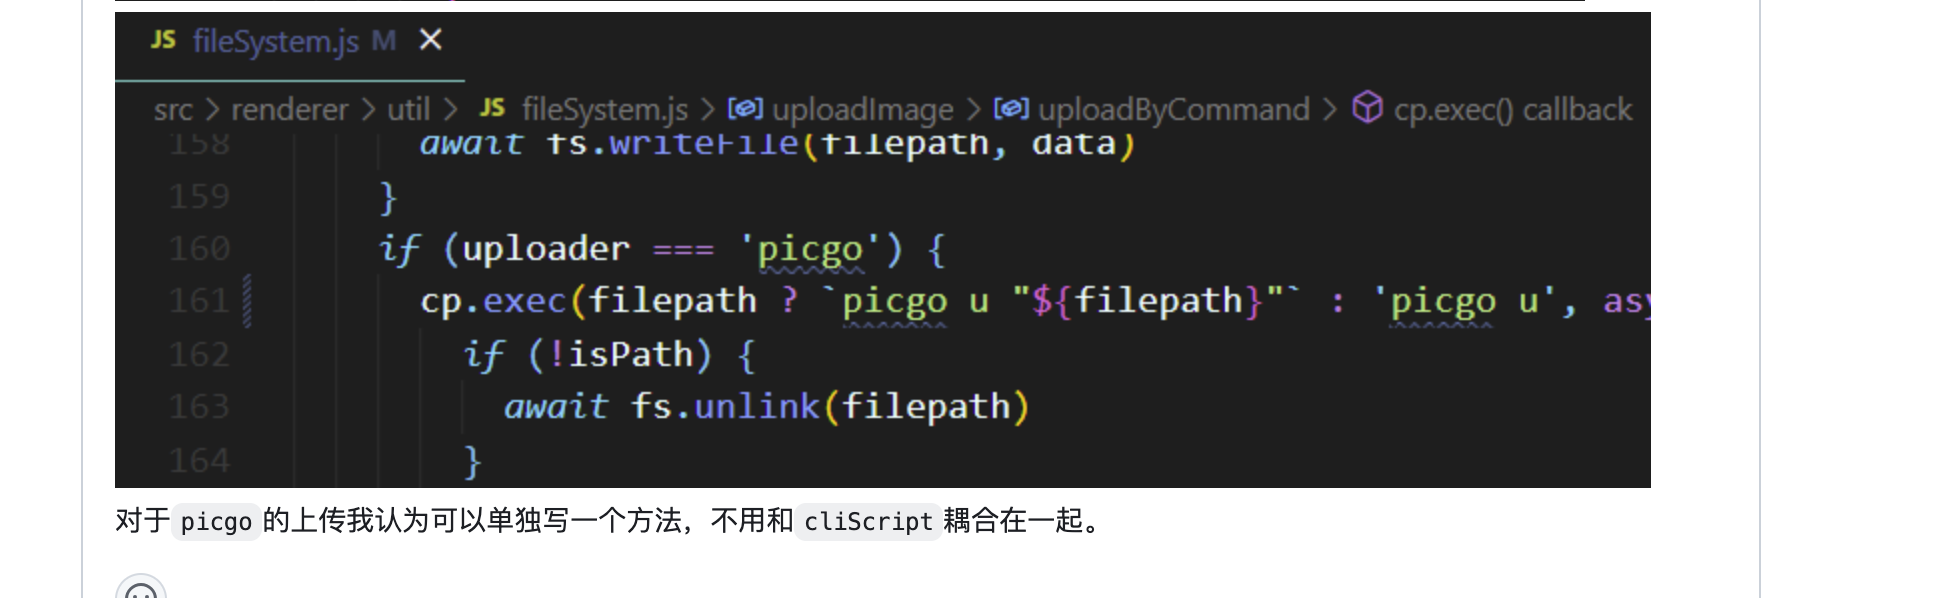 JS fileSystem.js M ×
src > renderer > util > JS fileSystem.js > uploadImage > uploadByCommand > cp.exec() callback
158 await fs.writeFile(filepath, data)
159 }
160 if (uploader === 'picgo') {
161 cp.exec(filepath ? `picgo u "${filepath}"` : 'picgo u', asy
162 if (!isPath) {
163 await fs.unlink(filepath)
164 }
对于 picgo 的上传我认为可以单独写一个方法，不用和 cliScript 耦合在一起。